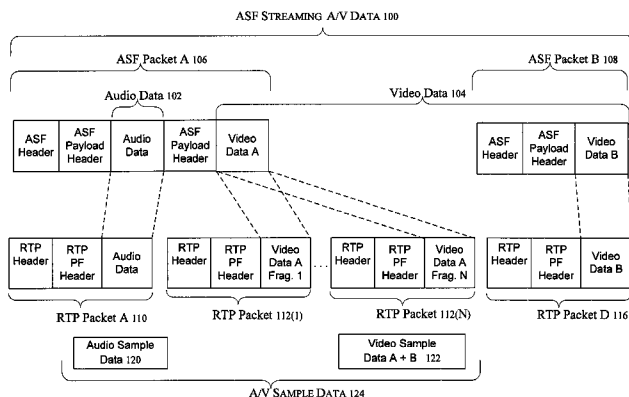 ASF STREAMING A/V DATA 100
ASF Packet A 106
ASF Packet B 108
Audio Data 102
Video Data 104
ASF Header
ASF Payload Header
Audio Data
ASF Payload Header
Video Data A
ASF Header
ASF Payload Header
Video Data B
RTP Header
RTP PF Header
Audio Data
RTP Header
RTP PF Header
Video Data A Frag. 1
RTP Header
RTP PF Header
Video Data A Frag. N
RTP Header
RTP PF Header
Video Data B
RTP Packet A 110
RTP Packet 112(1)
RTP Packet 112(N)
RTP Packet D 116
Audio Sample
Data 120
Video Sample
Data A + B 122
A/V SAMPLE DATA 124